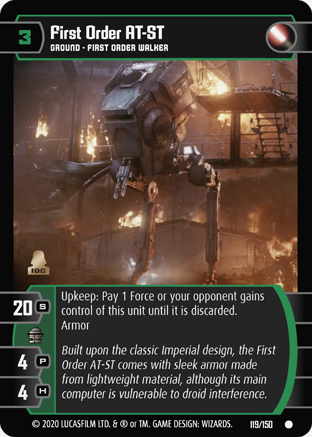 3
First Order AT-ST
GROUND - FIRST ORDER WALKER
IDC
20 S
Upkeep: Pay 1 Force or your opponent gains
control of this unit until it is discarded.
Armor
4 P
4 H
Built upon the classic Imperial design, the First
Order AT-ST comes with sleek armor made
from lightweight material, although its main
computer is vulnerable to droid interference.
© 2020 LUCASFILM LTD. & ® or TM. GAME DESIGN: WIZARDS. 119/150